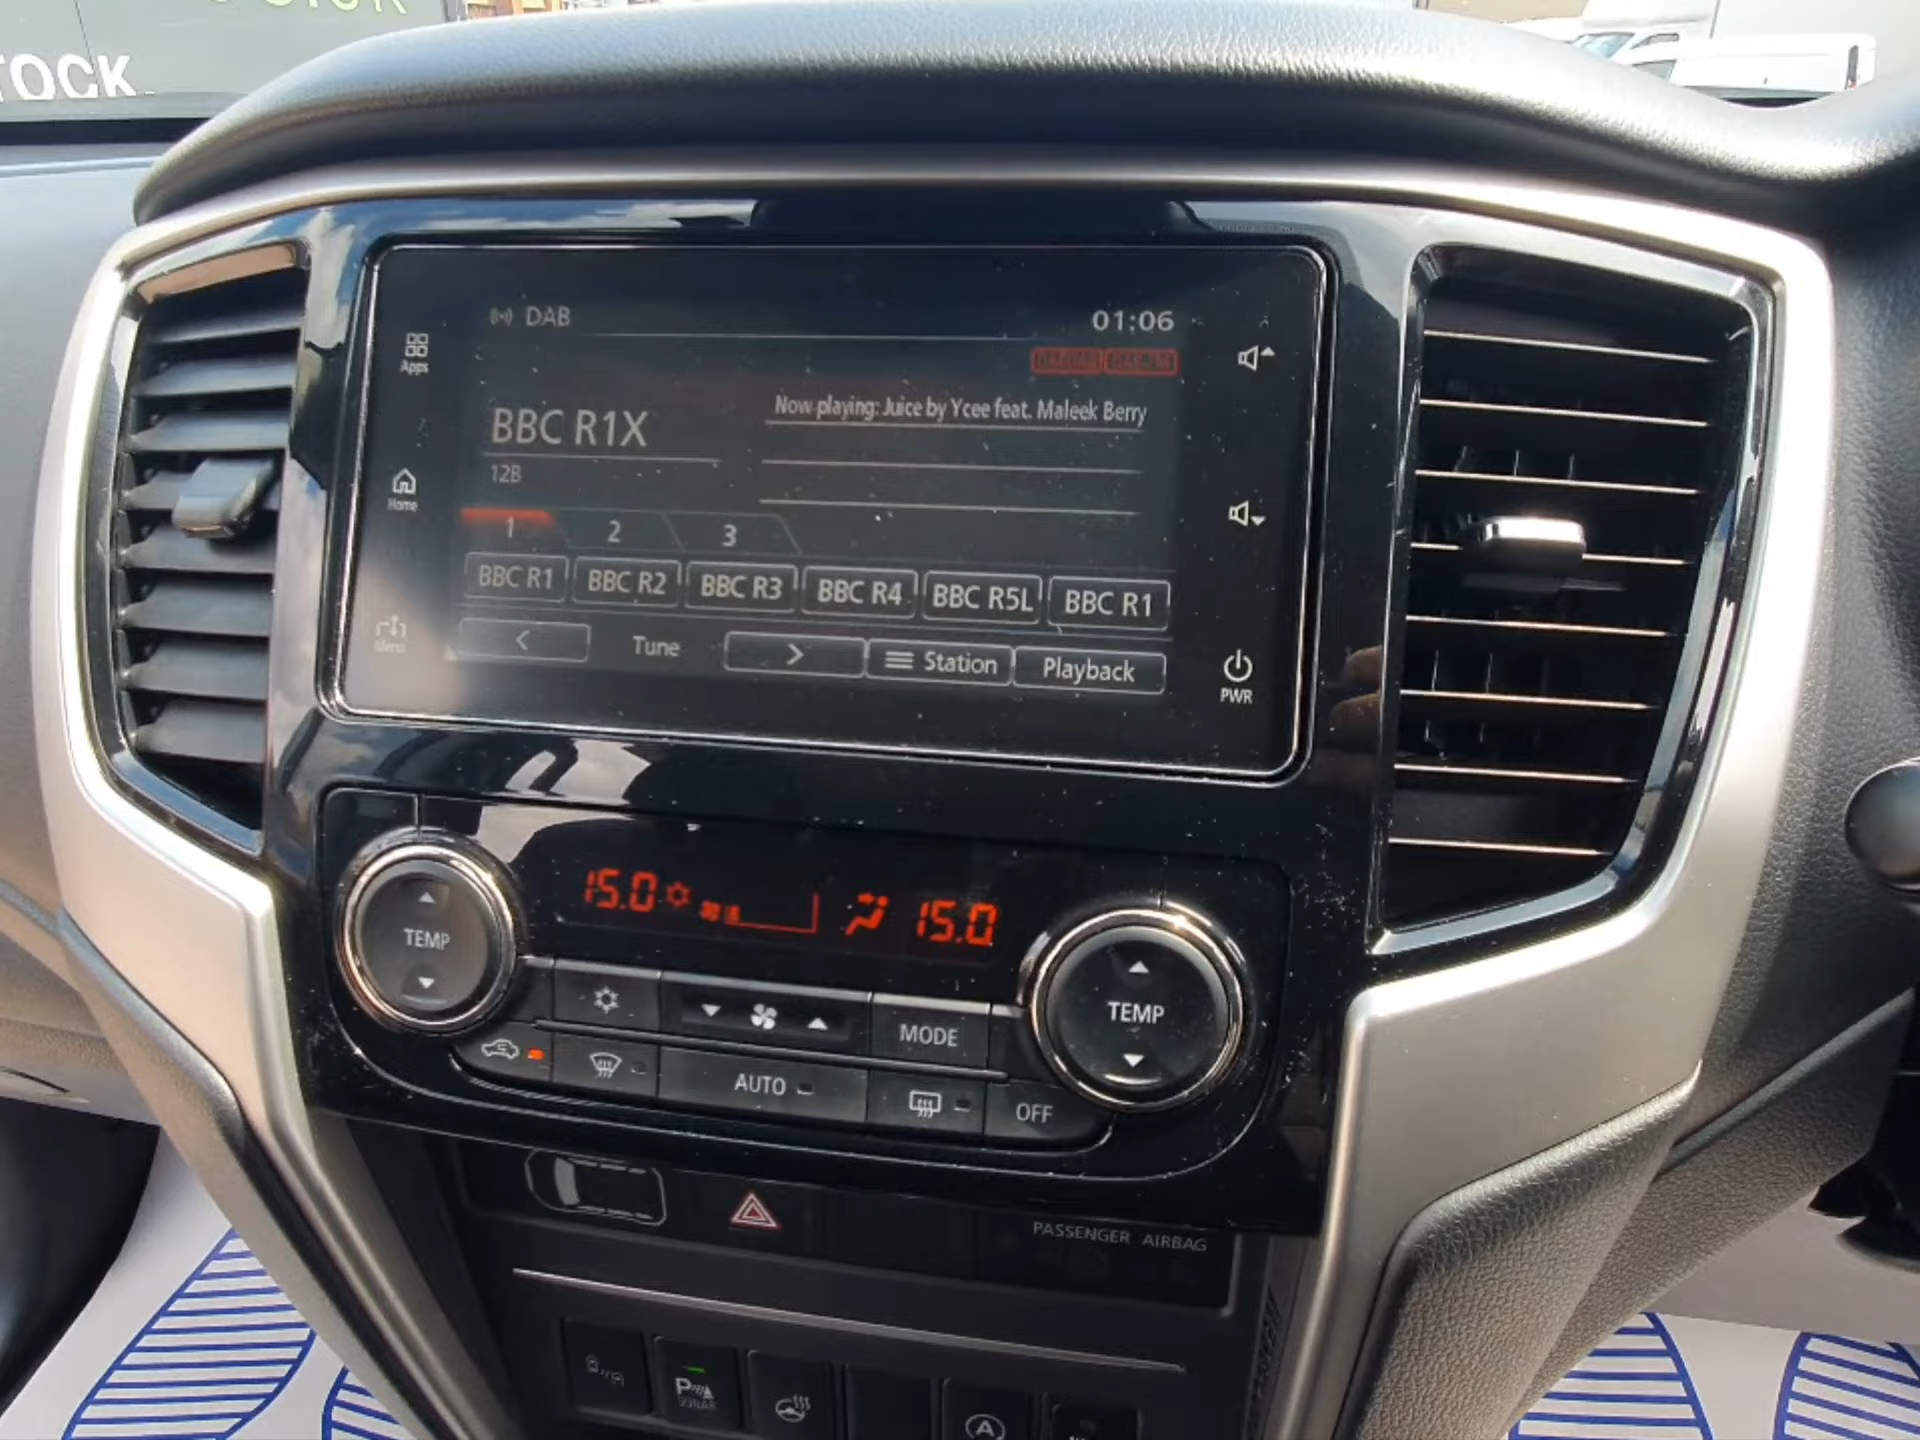 TOCK.
DAB
01:06
Apps
BBC R1X
Now playing: Juice by Ycee feat. Maleek Berry
12B
Home
1 2 3
BBC R1 BBC R2 BBC R3 BBC R4 BBC R5L BBC R1
Menu
< Tune > Station Playback
PWR
15.0 15.0
TEMP
TEMP
MODE
AUTO
OFF
PASSENGER AIRBAG
P
SONAR
A